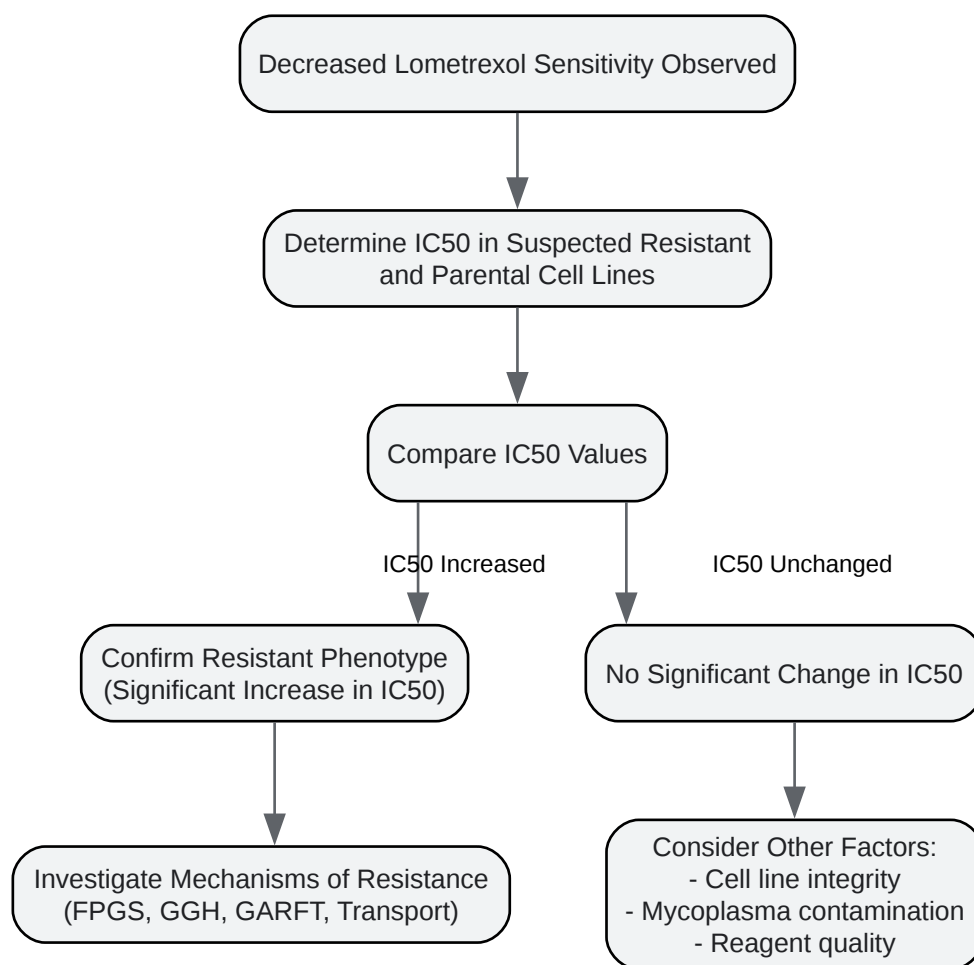 Decreased Lometrexol Sensitivity Observed
Determine IC50 in Suspected Resistant
and Parental Cell Lines
Compare IC50 Values
IC50 Increased
IC50 Unchanged
Confirm Resistant Phenotype
(Significant Increase in IC50)
No Significant Change in IC50
Investigate Mechanisms of Resistance
(FPGS, GGH, GARFT, Transport)
Consider Other Factors:
- Cell line integrity
- Mycoplasma contamination
- Reagent quality